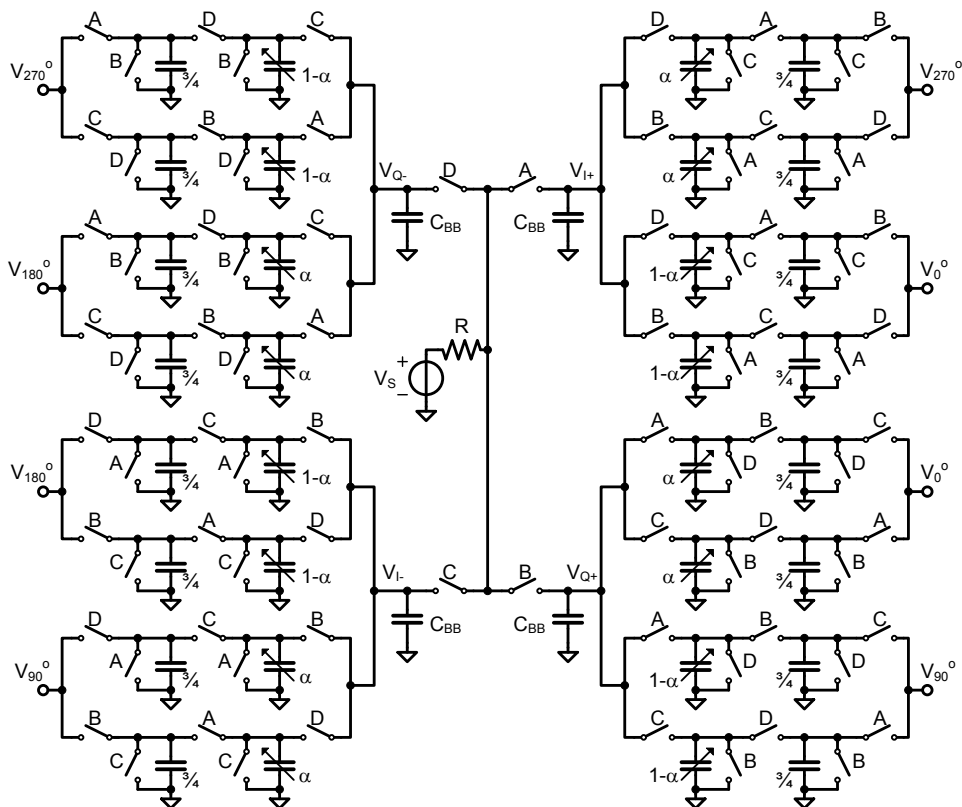 A D C D A B
V270° B ¾ B 1-α α C ¾ C V270°
C B A B C D
D ¾ D 1-α α A ¾ A
VQ- D A VI+
CBB CBB
A D C D A B
V180° B ¾ B α 1-α C ¾ C V0°
C B A B C D
D ¾ D α 1-α A ¾ A
R
VS + −
D C B A B C
V180° A ¾ A 1-α α D ¾ D V0°
B A D C D A
C ¾ C 1-α α B ¾ B
VI- C B VQ+
CBB CBB
D C B A B C
V90° A ¾ A α 1-α D ¾ D V90°
B A D C D A
C ¾ C α 1-α B ¾ B